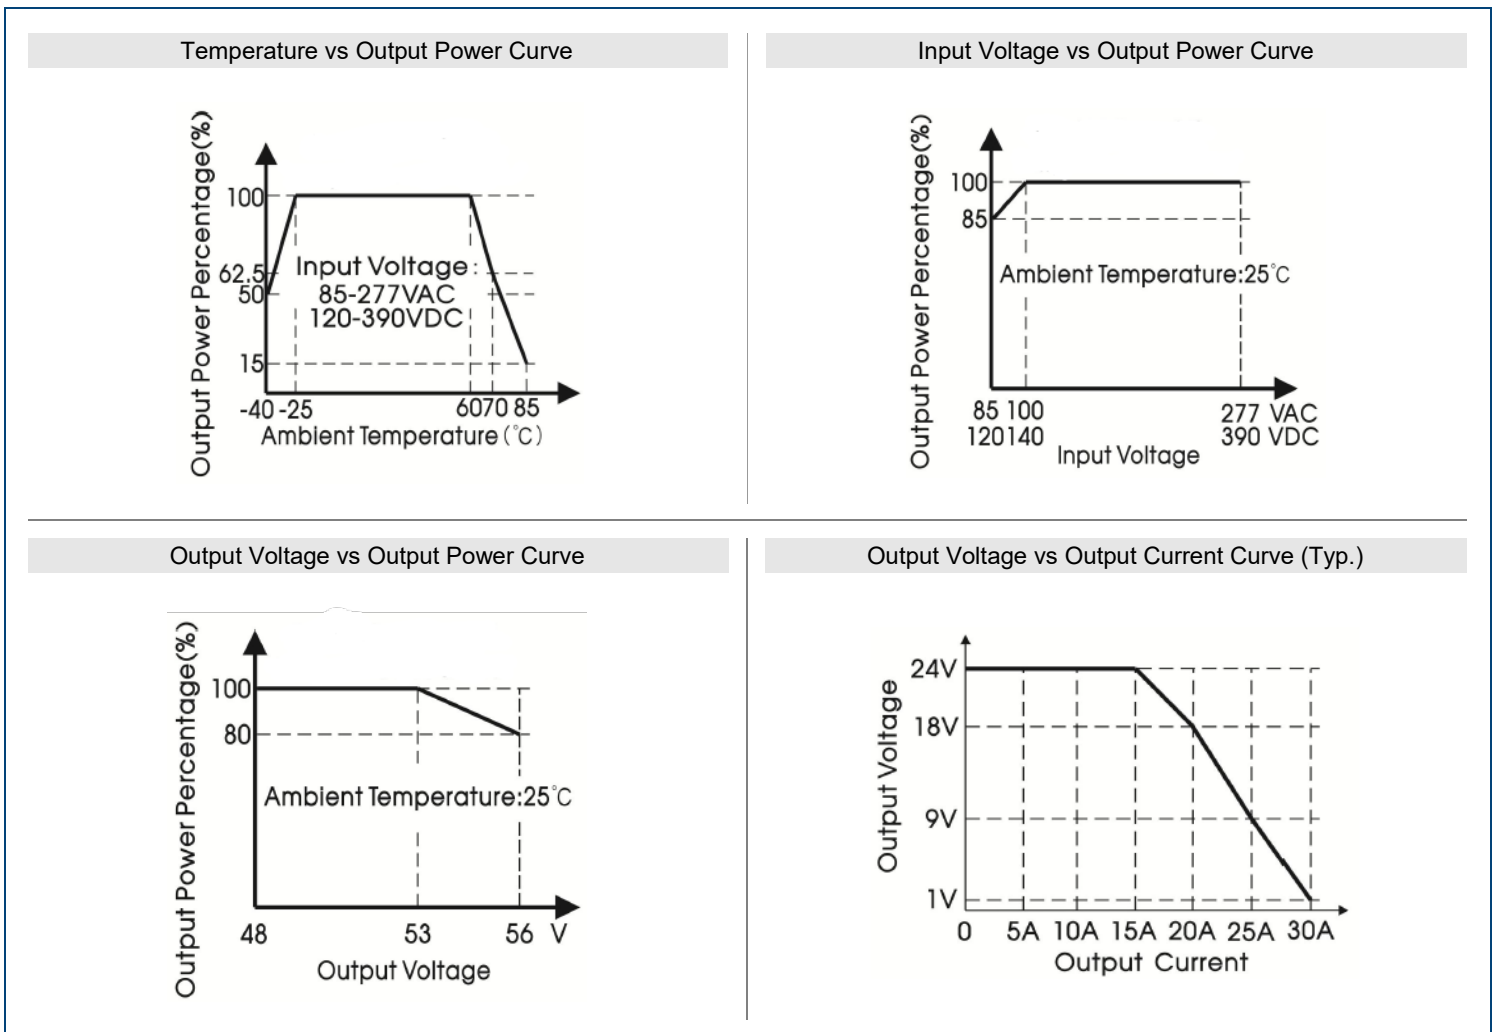 Temperature vs Output Power Curve
Output Power Percentage(%)
100
62.5
50
15
Input Voltage:
85-277VAC
120-390VDC
-40 -25 60 70 85
Ambient Temperature(℃)
Input Voltage vs Output Power Curve
Output Power Percentage(%)
100
85
Ambient Temperature:25℃
85 100 277 VAC
120 140 390 VDC
Input Voltage
Output Voltage vs Output Power Curve
Output Power Percentage(%)
100
80
Ambient Temperature:25℃
48 53 56 V
Output Voltage
Output Voltage vs Output Current Curve (Typ.)
Output Voltage
24V
18V
9V
1V
0 5A 10A 15A 20A 25A 30A
Output Current